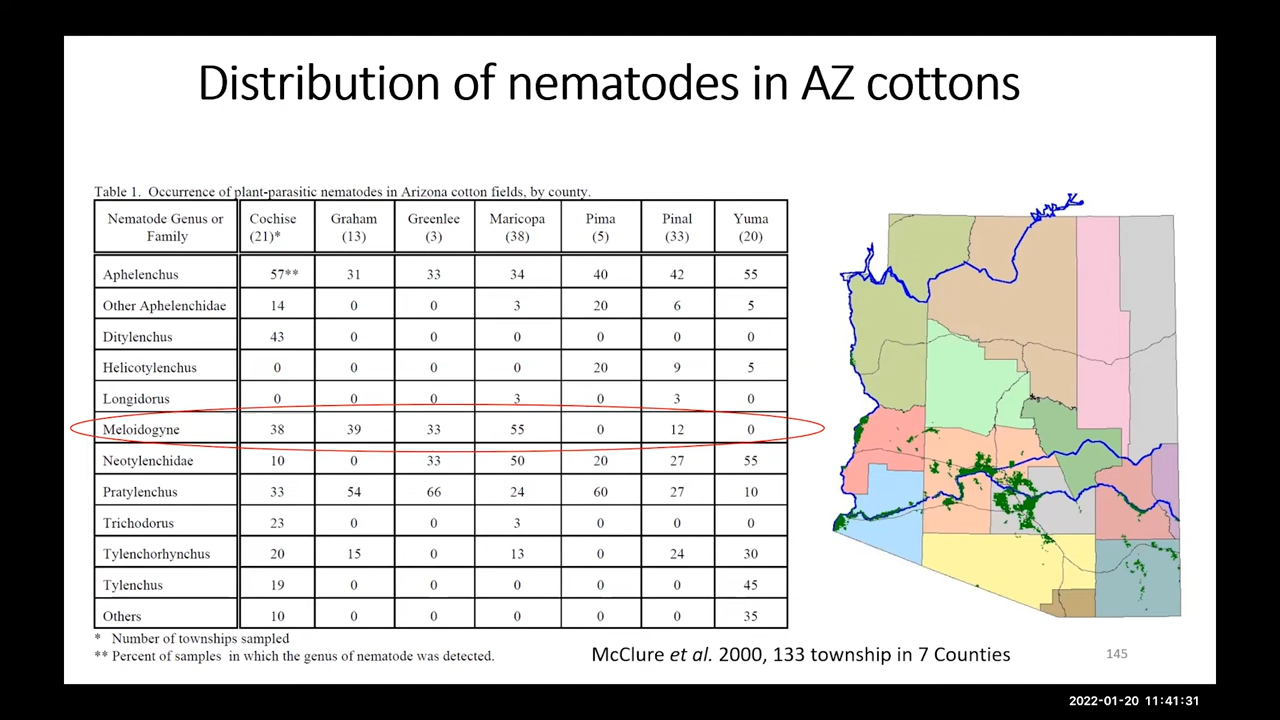 Distribution of nematodes in AZ cottons
Table 1. Occurrence of plant-parasitic nematodes in Arizona cotton fields, by county.
Nematode Genus or Family Cochise (21)* Graham (13) Greenlee (3) Maricopa (38) Pima (5) Pinal (33) Yuma (20)
Aphelenchus 57** 31 33 34 40 42 55
Other Aphelenchidae 14 0 0 3 20 6 5
Ditylenchus 43 0 0 0 0 0 0
Helicotylenchus 0 0 0 0 20 9 5
Longidorus 0 0 0 3 0 3 0
Meloidogyne 38 39 33 55 0 12 0
Neotylenchidae 10 0 33 50 20 27 55
Pratylenchus 33 54 66 24 60 27 10
Trichodorus 23 0 0 3 0 0 0
Tylenchorhynchus 20 15 0 13 0 24 30
Tylenchus 19 0 0 0 0 0 45
Others 10 0 0 0 0 0 35
* Number of townships sampled
** Percent of samples in which the genus of nematode was detected.
McClure et al. 2000, 133 township in 7 Counties
145
2022-01-20 11:41:31